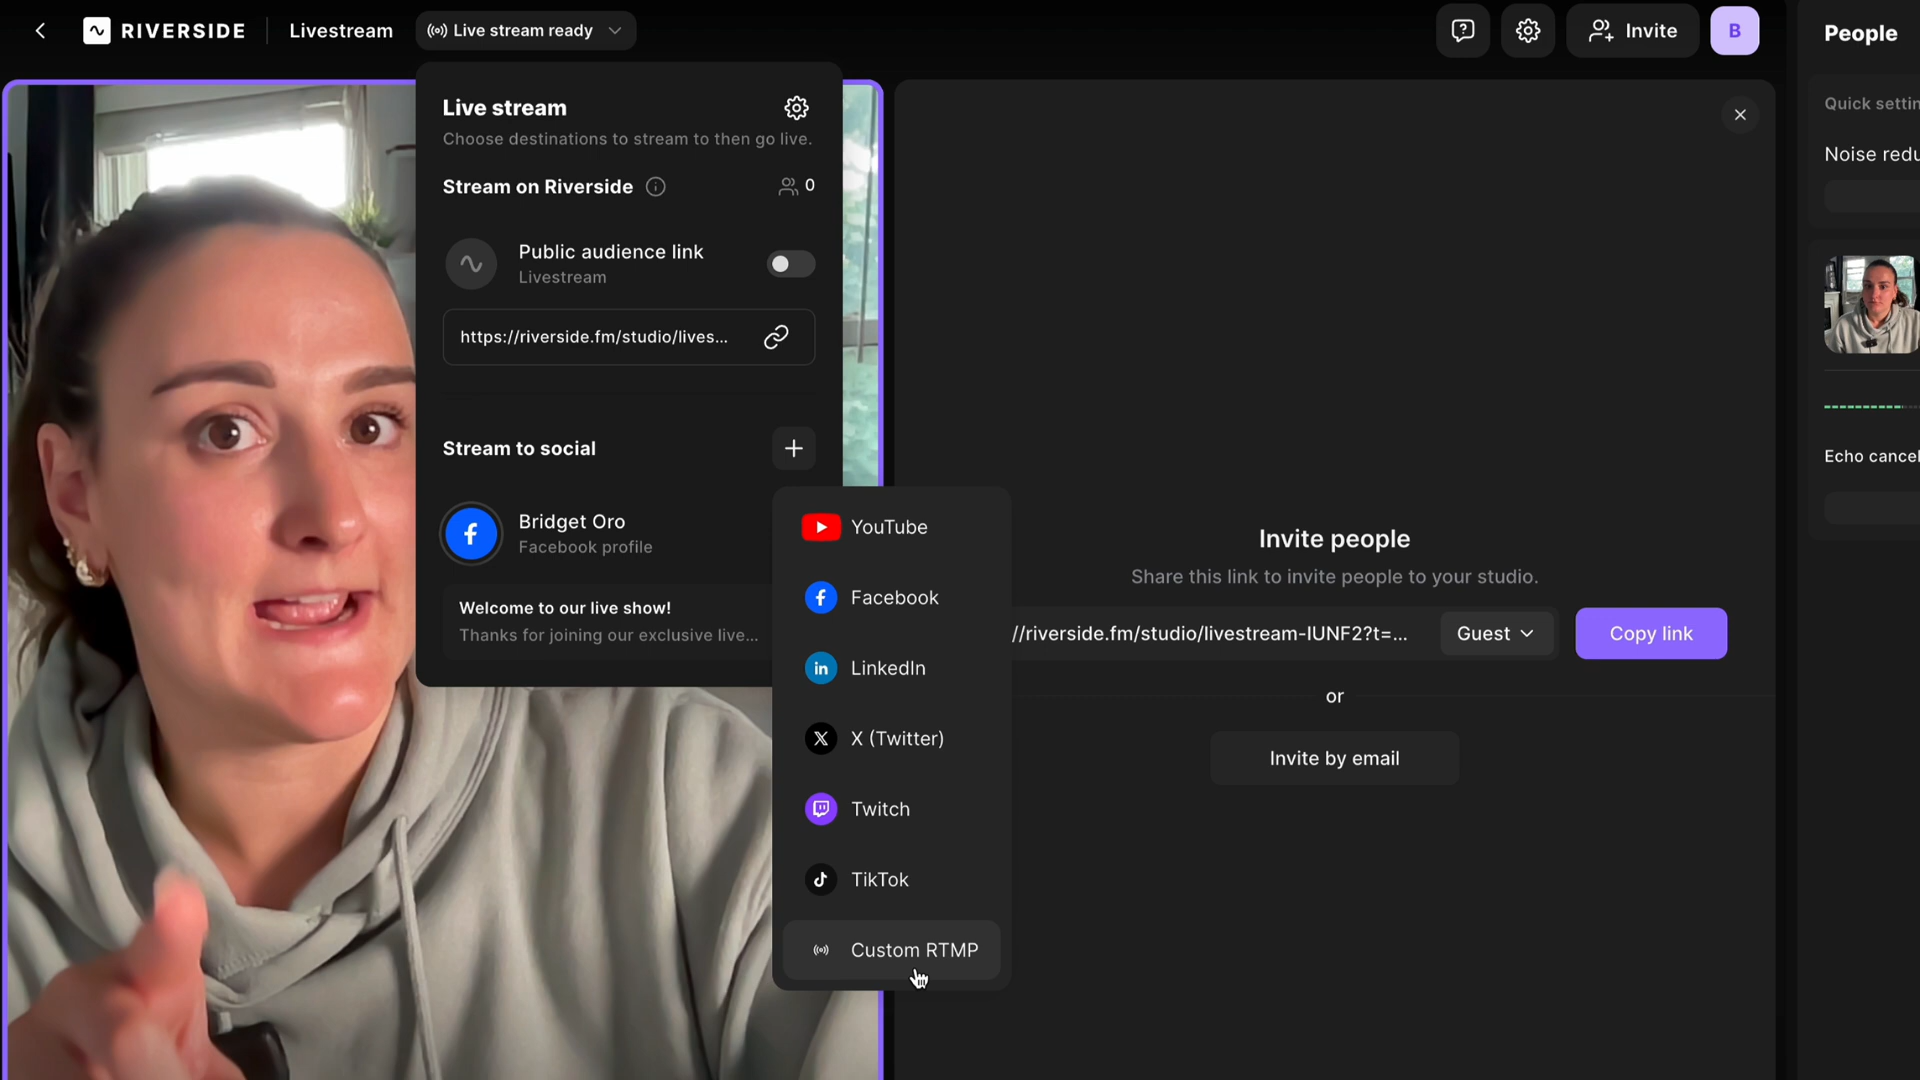 RIVERSIDE
Livestream
Live stream ready
Invite
B
People
Live stream
Choose destinations to stream to then go live.
Stream on Riverside
0
Public audience link
Livestream
https://riverside.fm/studio/lives...
Stream to social
Bridget Oro
Facebook profile
Welcome to our live show!
Thanks for joining our exclusive live...
YouTube
Facebook
LinkedIn
X (Twitter)
Twitch
TikTok
Custom RTMP
Invite people
Share this link to invite people to your studio.
//riverside.fm/studio/livestream-IUNF2?t=...
Guest
Copy link
or
Invite by email
Quick settin
Noise redu
Echo cancel